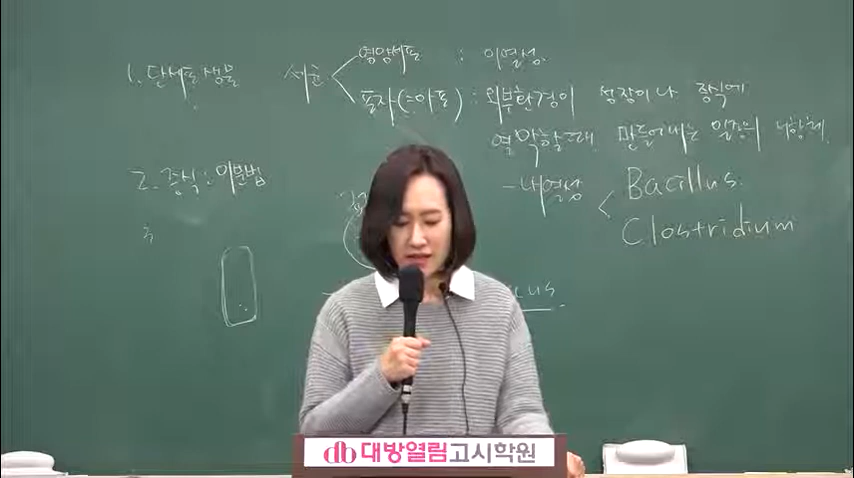 1. 단세포 생물
세균
영양세포 : 이열성
포자(=아포) : 외부환경이 성장이나 증식에
열악할 때 만들어내는 일종의 내항체.
2. 증식 : 이분법
- 내열성
Bacillus.
Clostridium
us
db대방열림고시학원